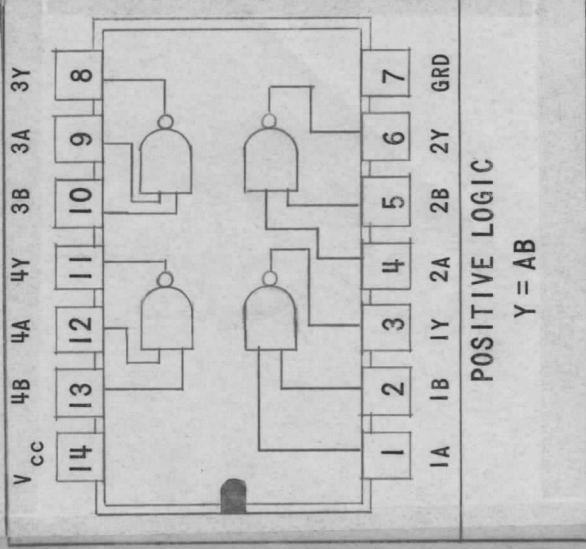 Vcc 4B 4A 4Y 3B 3A 3Y
14 13 12 11 10 9 8
1 2 3 4 5 6 7
1A 1B 1Y 2A 2B 2Y GRD
POSITIVE LOGIC
Y = AB